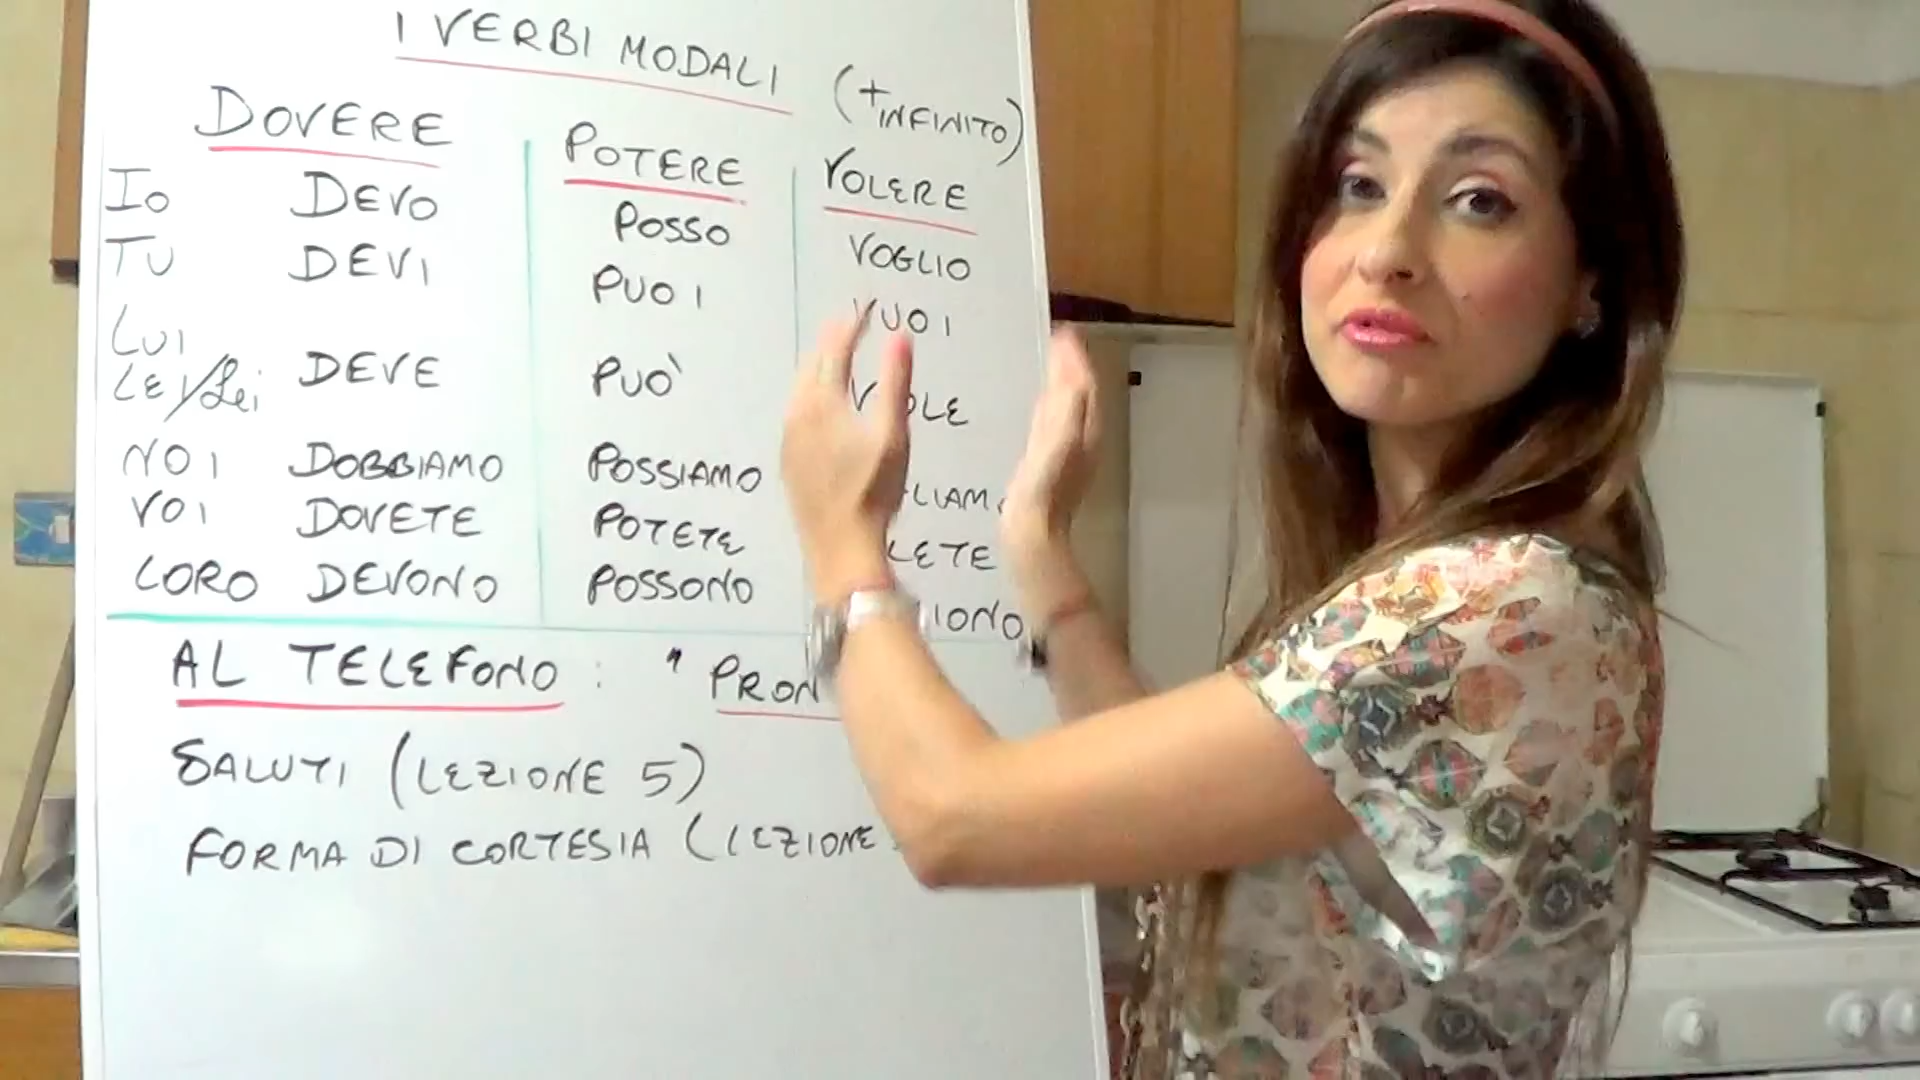 I VERBI MODALI (+ INFINITO)
DOVERE POTERE VOLERE
IO DEVO POSSO VOGLIO
TU DEVI PUOI VUOI
LUI
LEI/Lei DEVE PUÒ
NOI DOBBIAMO POSSIAMO
VOI DOVETE POTETE
LORO DEVONO POSSONO
AL TELEFONO : "
SALUTI (LEZIONE 5)
FORMA DI CORTESIA (LEZIONE